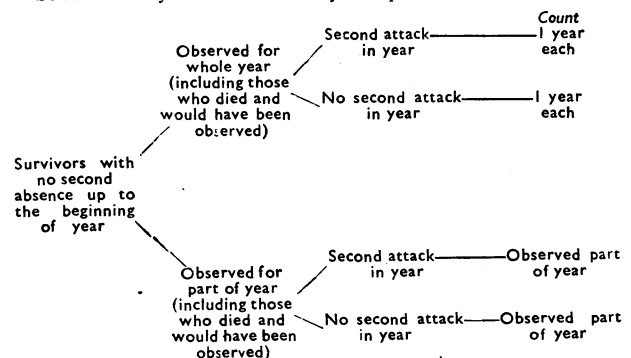 Count
Second attack 1 year
in year each
Observed for
whole year
(including those
who died and
would have been
observed)
No second attack 1 year
in year each
Survivors with
no second
absence up to
the beginning
of year
Second attack Observed part
in year of year
Observed for
part of year
(including those
who died and
would have been
observed)
No second attack Observed part
in year of year